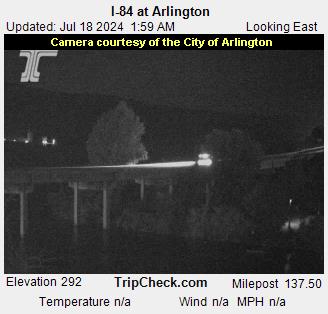 I-84 at Arlington
Updated: Jul 18 2024 1:59 AM Looking East
Camera courtesy of the City of Arlington
Elevation 292 TripCheck.com Milepost 137.50
Temperature n/a Wind n/a MPH n/a